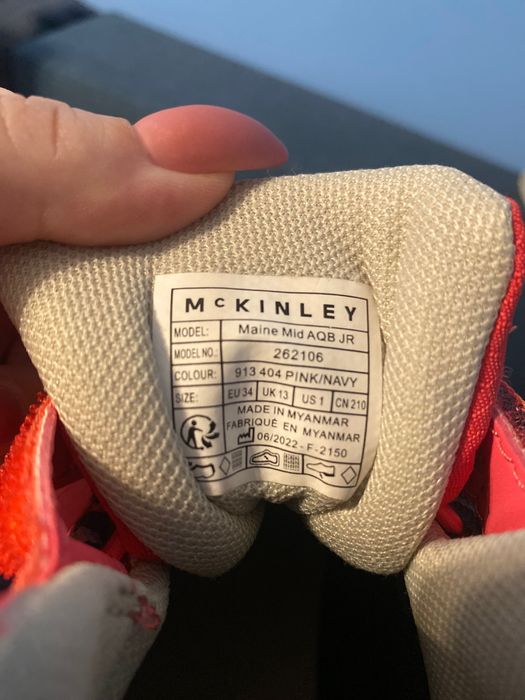 McKINLEY
MODEL: Maine Mid AQB JR
MODEL NO.: 262106
COLOUR: 913 404 PINK/NAVY
SIZE: EU 34 UK 13 US 1 CN 210
MADE IN MYANMAR
FABRIQUÉ EN MYANMAR
06/2022 - F-2150